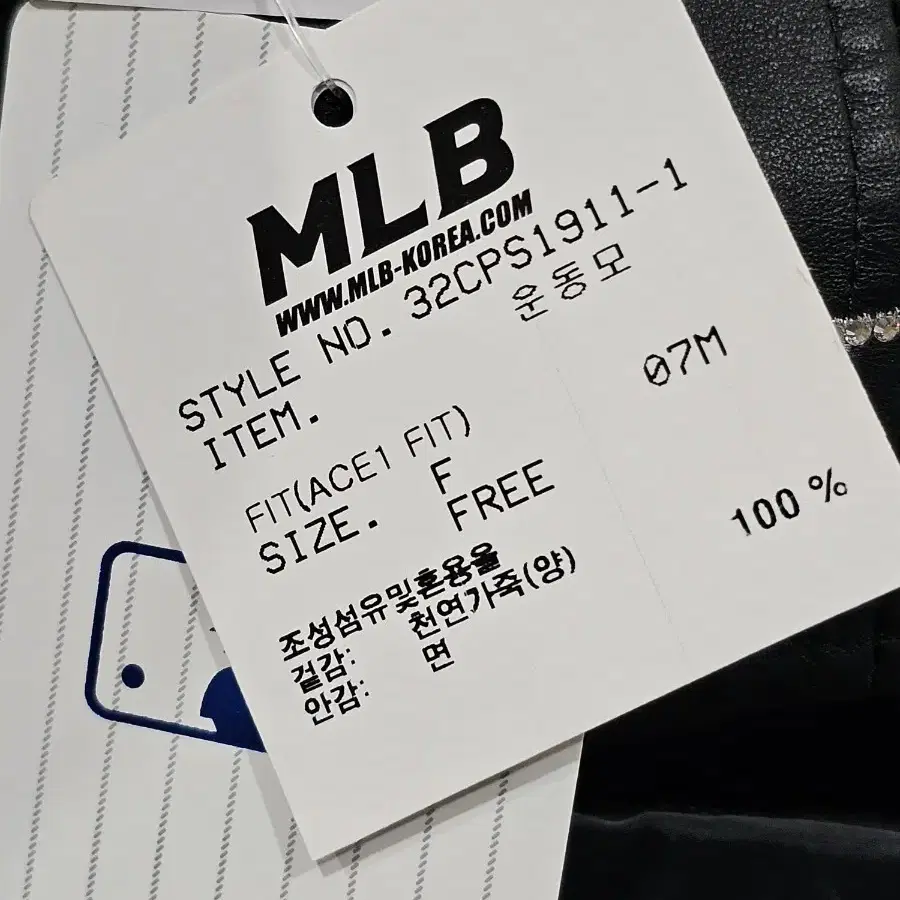 MLB
WWW.MLB-KOREA.COM
STYLE NO. 32CPS1911-1
ITEM. 운동모
07M
FIT(ACE1 FIT) F
SIZE. FREE
조성섬유및혼용율
겉감: 천연가죽(양)
안감: 면 100 %